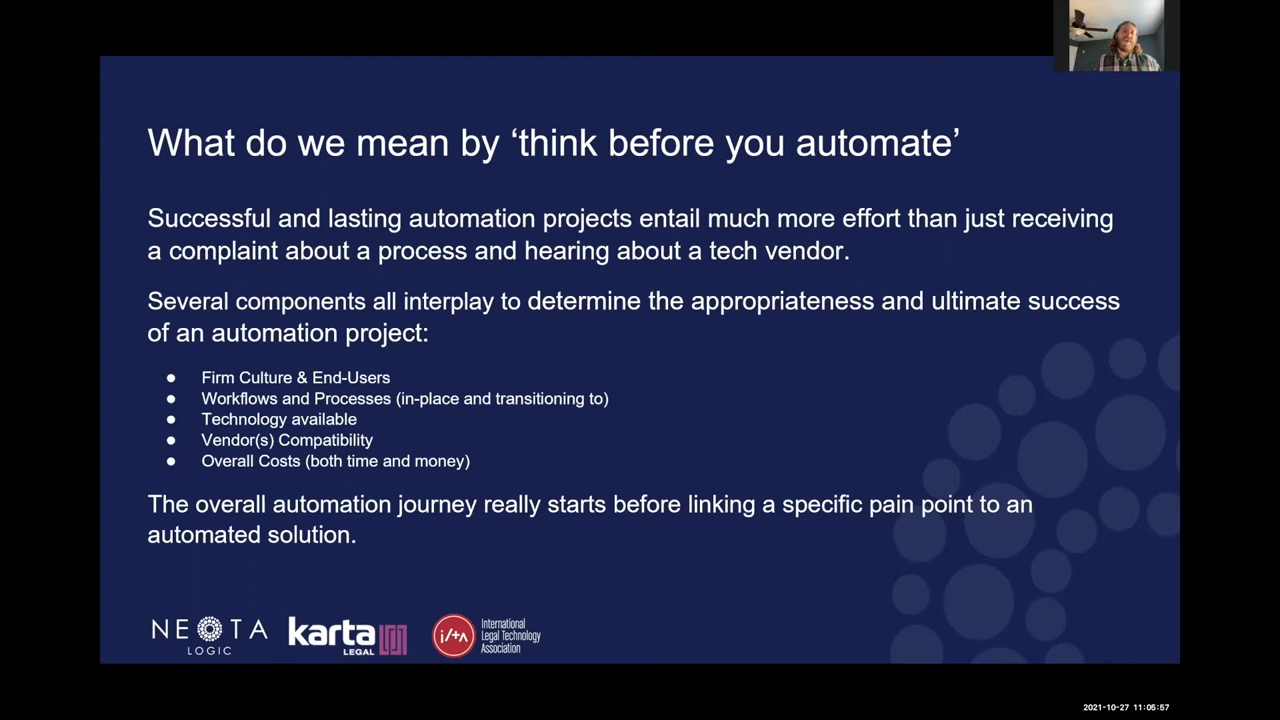 What do we mean by ‘think before you automate’
Successful and lasting automation projects entail much more effort than just receiving
a complaint about a process and hearing about a tech vendor.
Several components all interplay to determine the appropriateness and ultimate success
of an automation project:
● Firm Culture & End-Users
● Workflows and Processes (in-place and transitioning to)
● Technology available
● Vendor(s) Compatibility
● Overall Costs (both time and money)
The overall automation journey really starts before linking a specific pain point to an
automated solution.
NEOTA
LOGIC
karta
LEGAL
i/tA
International
Legal Technology
Association
2021-10-27 11:05:57